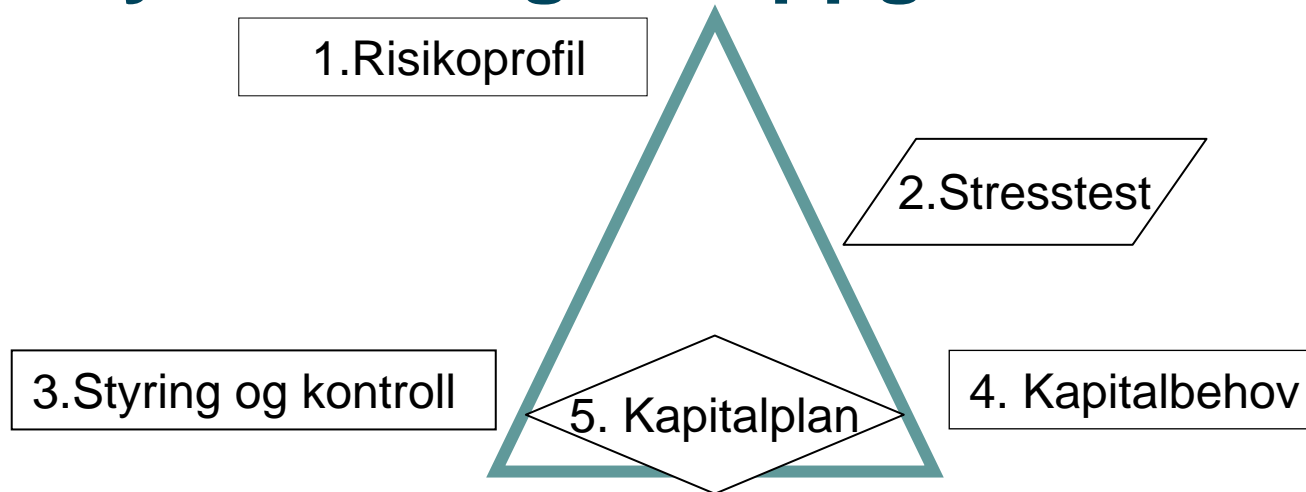 1.Risikoprofil
2.Stresstest
3.Styring og kontroll
5. Kapitalplan
4. Kapitalbehov